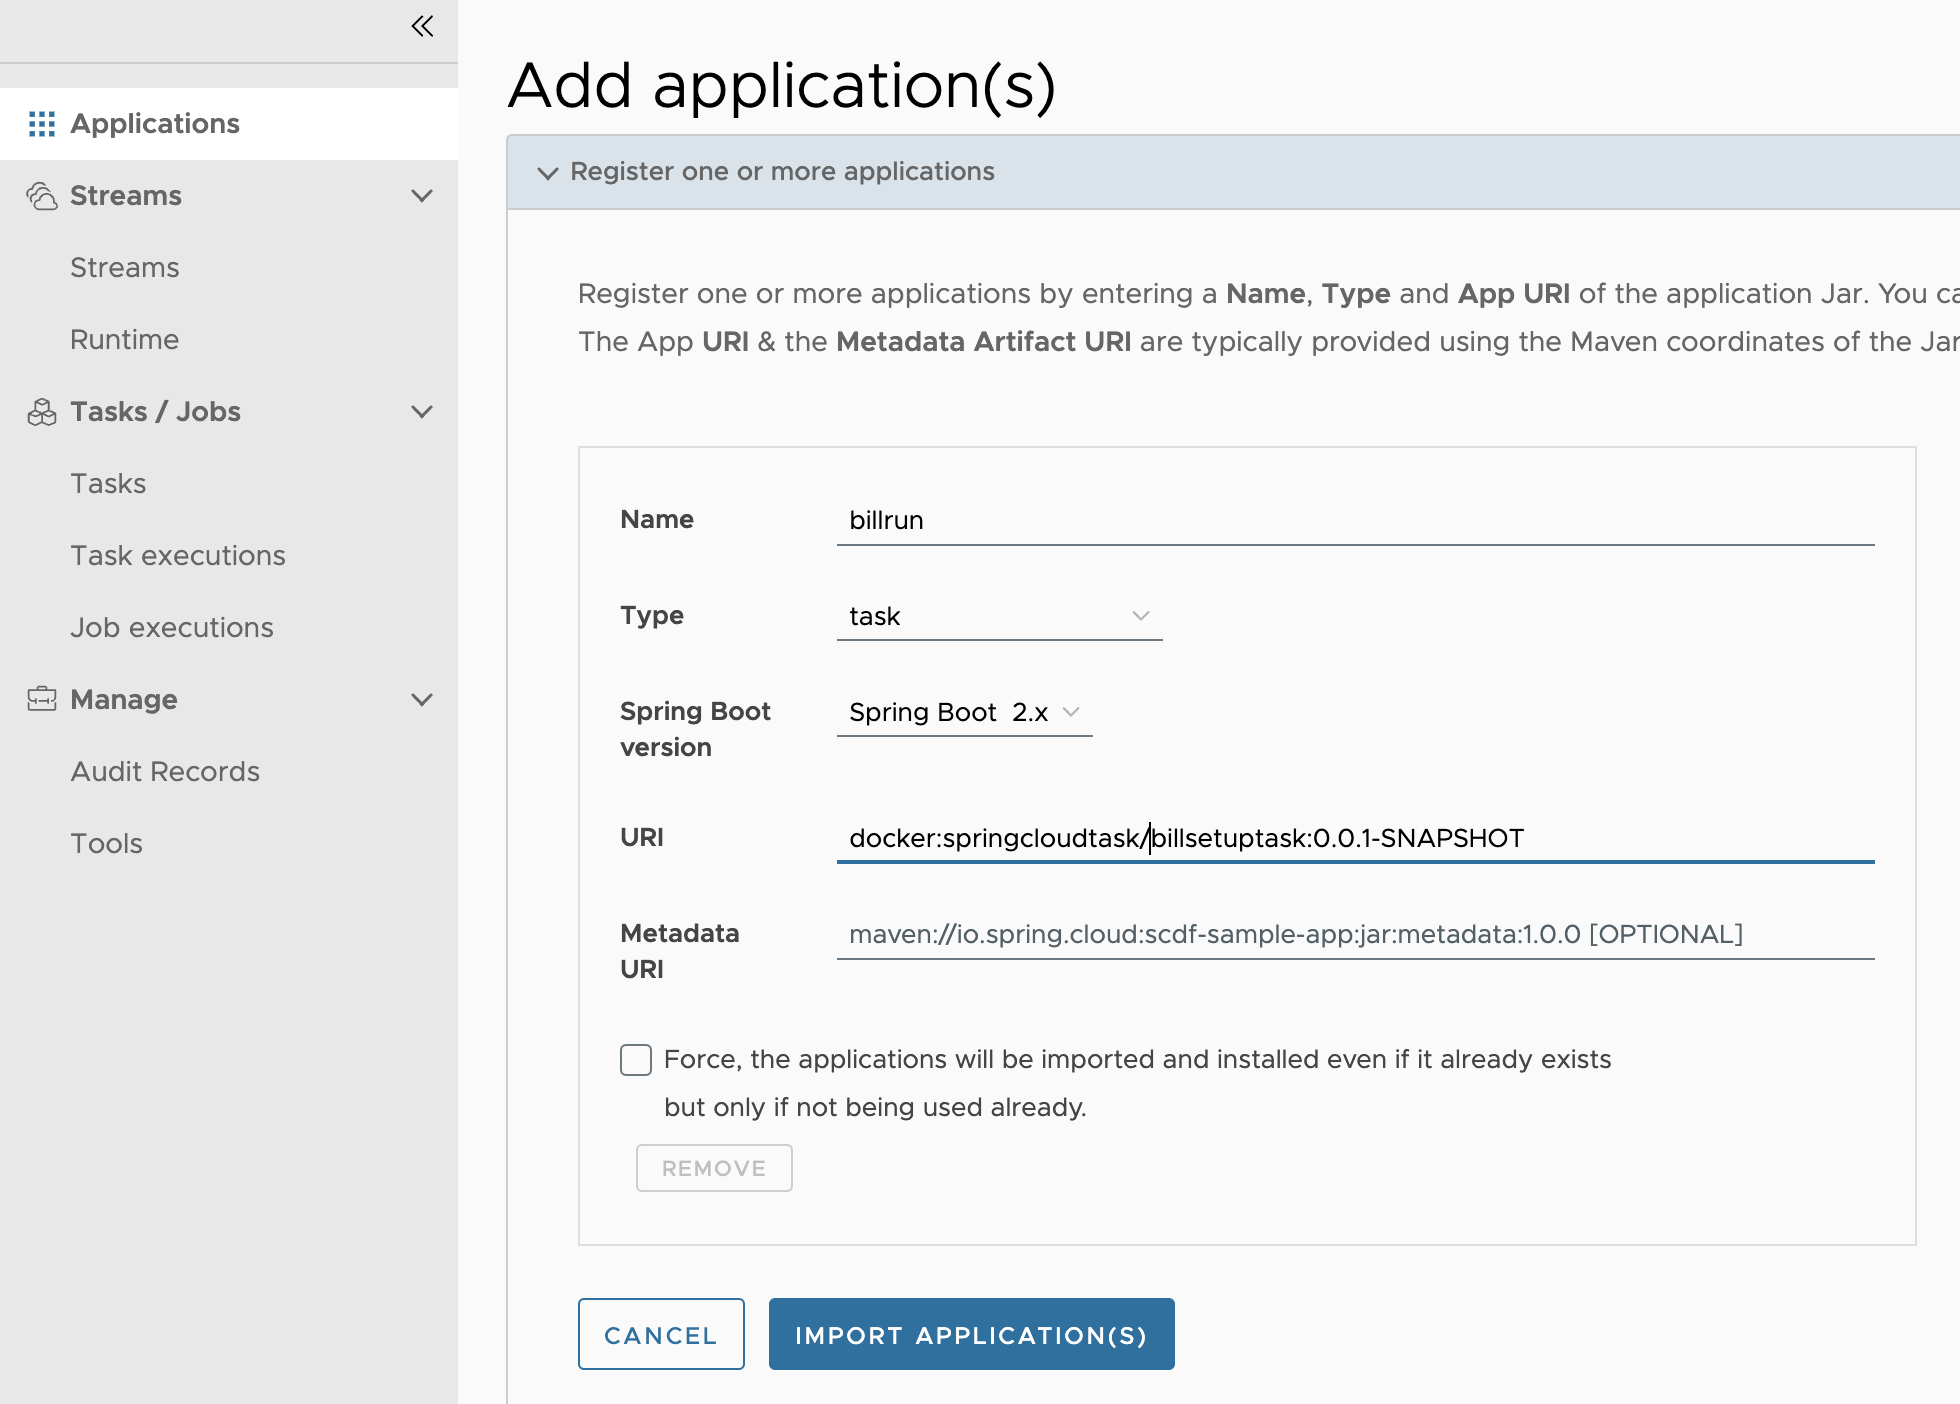 Applications
Streams
Streams
Runtime
Tasks / Jobs
Tasks
Task executions
Job executions
Manage
Audit Records
Tools
Add application(s)
Register one or more applications
Register one or more applications by entering a Name, Type and App URI of the application Jar. You
The App URI & the Metadata Artifact URI are typically provided using the Maven coordinates of the Jar
Name
billrun
Type
task
Spring Boot
version
Spring Boot 2.x
URI
docker:springcloudtask/billsetuptask:0.0.1-SNAPSHOT
Metadata
URI
maven://io.spring.cloud:scdf-sample-app:jar:metadata:1.0.0 [OPTIONAL]
Force, the applications will be imported and installed even if it already exists
but only if not being used already.
REMOVE
CANCEL
IMPORT APPLICATION(S)